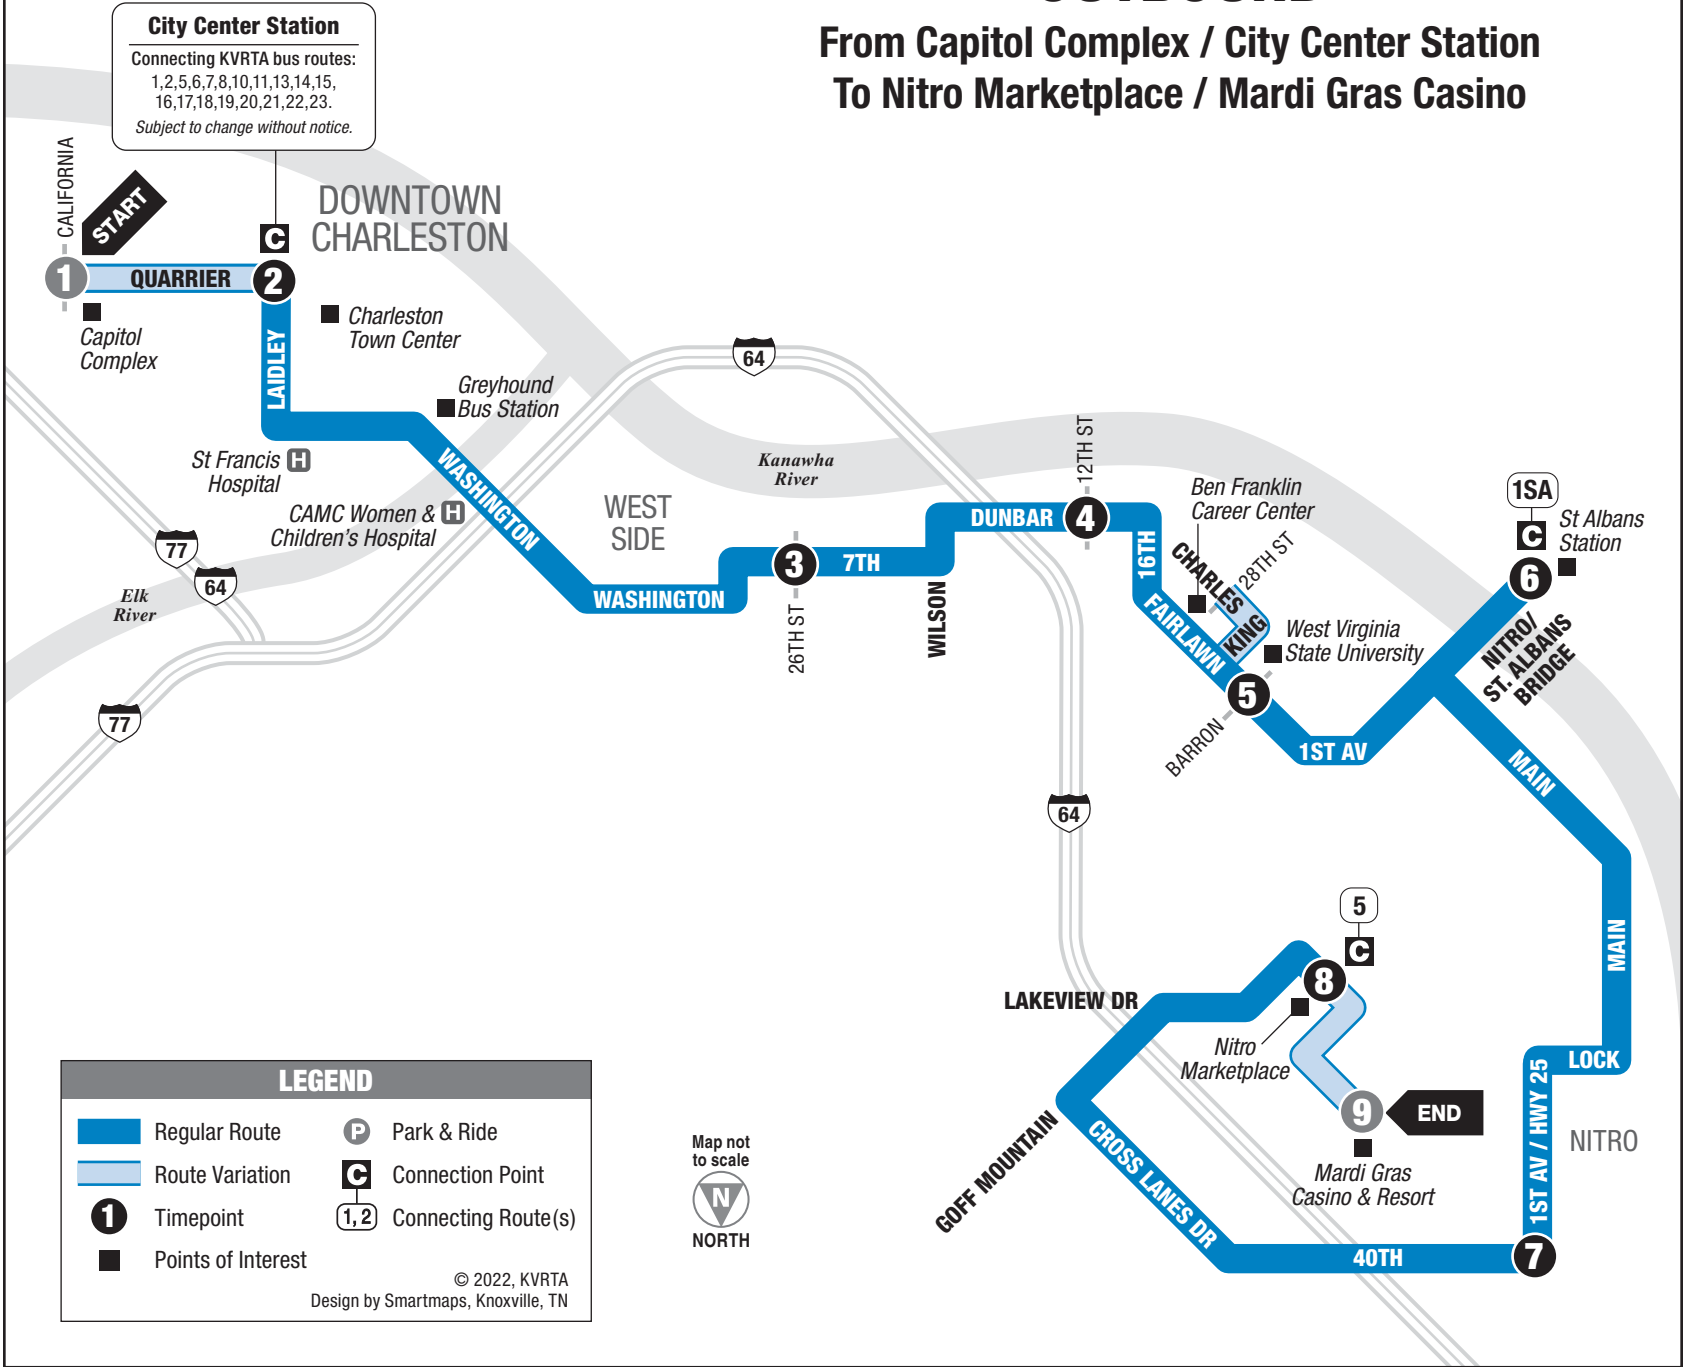 OUTBOUND
From Capitol Complex / City Center Station
To Nitro Marketplace / Mardi Gras Casino
City Center Station
Connecting KVRTA bus routes:
1,2,5,6,7,8,10,11,13,14,15,
16,17,18,19,20,21,22,23.
Subject to change without notice.
CALIFORNIA
START
C
DOWNTOWN
CHARLESTON
1
QUARRIER
2
Capitol
Complex
LAIDLEY
Charleston
Town Center
64
Greyhound
Bus Station
St Francis H
Hospital
WASHINGTON
CAMC Women & H
Children's Hospital
Kanawha
River
WEST
SIDE
77
64
Elk
River
77
WASHINGTON
3
26TH ST
7TH
WILSON
DUNBAR
4
12TH ST
16TH
Ben Franklin
Career Center
CHARLES
28TH ST
FAIRLAWN
KING
West Virginia
State University
5
BARRON
1ST AV
1SA
C
St Albans
Station
6
NITRO/
ST. ALBANS
BRIDGE
MAIN
64
MAIN
LOCK
1ST AV / HWY 25
NITRO
7
40TH
CROSS LANES DR
GOFF MOUNTAIN
LAKEVIEW DR
5
C
8
Nitro
Marketplace
9
END
Mardi Gras
Casino & Resort
LEGEND
Regular Route
P Park & Ride
Route Variation
C Connection Point
1 Timepoint
1, 2 Connecting Route(s)
Points of Interest
© 2022, KVRTA
Design by Smartmaps, Knoxville, TN
Map not
to scale
N
NORTH